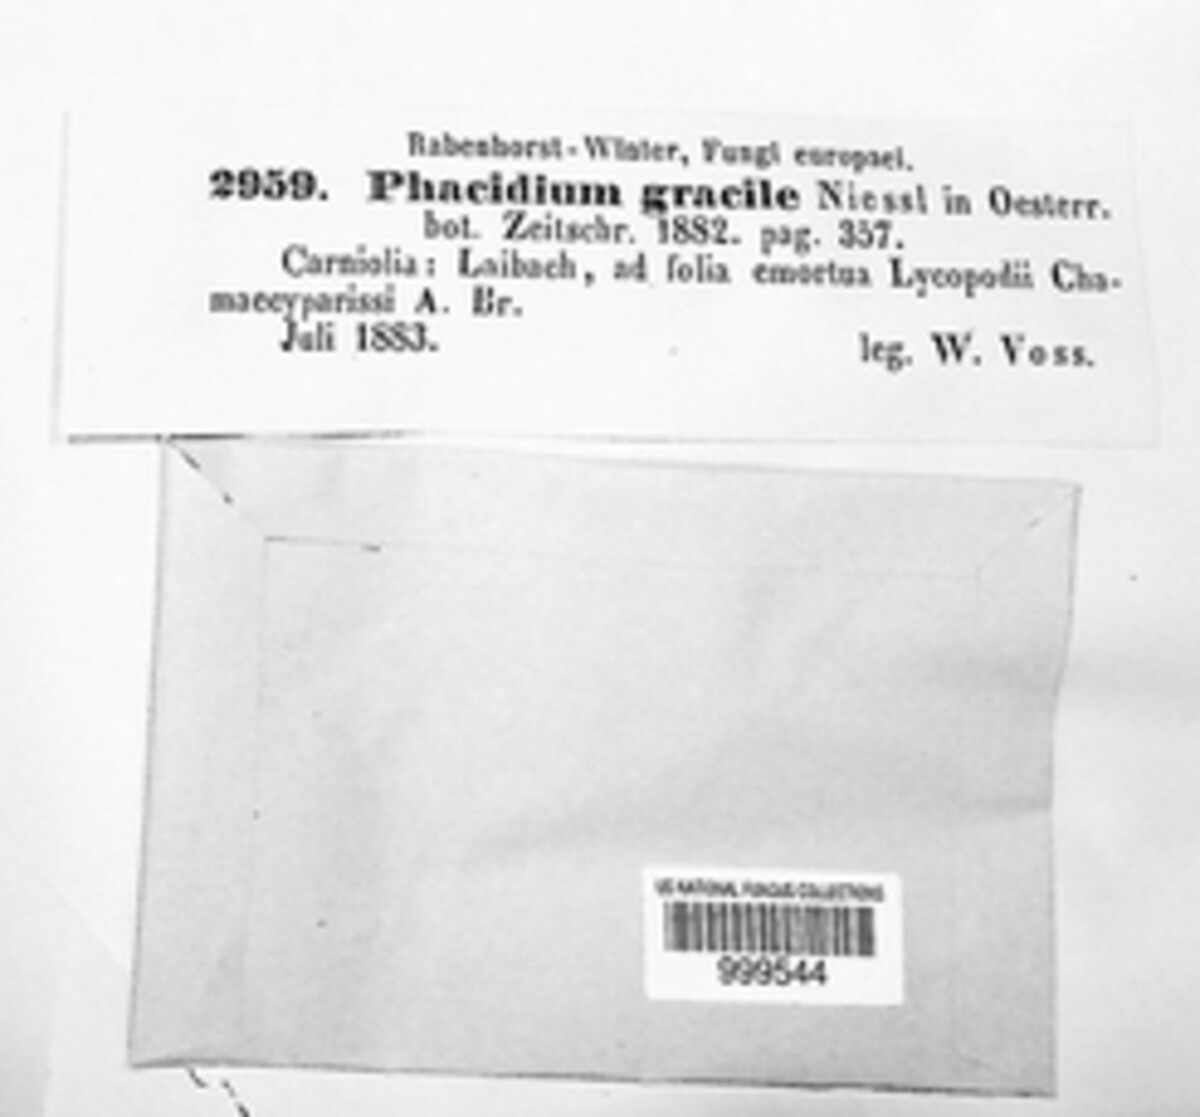 Rabenhorst-Winter, Fungi europaei.
2959. Phacidium gracile Niessl in Oesterr.
bot. Zeitschr. 1882. pag. 357.
Carniolia: Laibach, ad folia emortua Lycopodii Cha-
maecyparissi A. Br.
Juli 1883.
leg. W. Voss.
US NATIONAL FUNGUS COLLECTIONS
999544